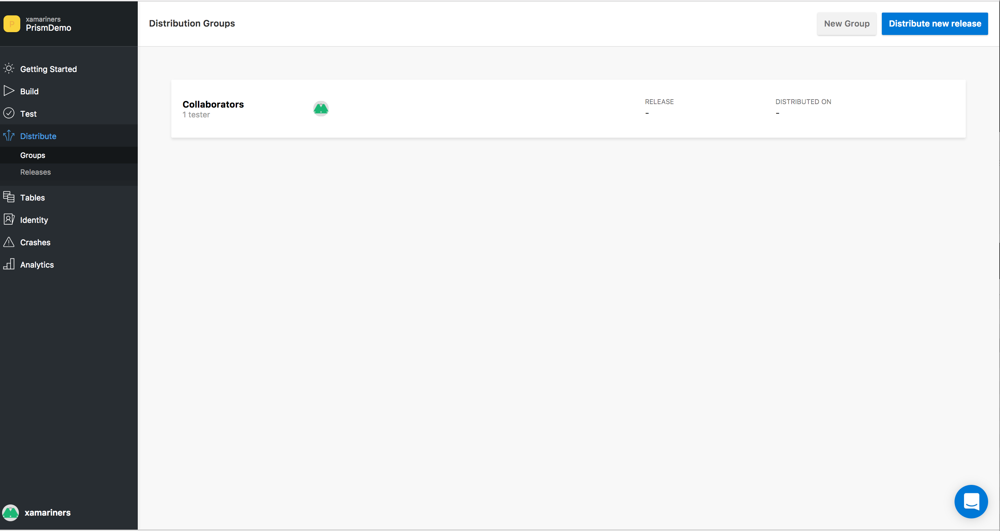 P
xamariners
PrismDemo
Getting Started
Build
Test
Distribute
Groups
Releases
Tables
Identity
Crashes
Analytics
xamariners
Distribution Groups
New Group
Distribute new release
Collaborators
1 tester
RELEASE
-
DISTRIBUTED ON
-